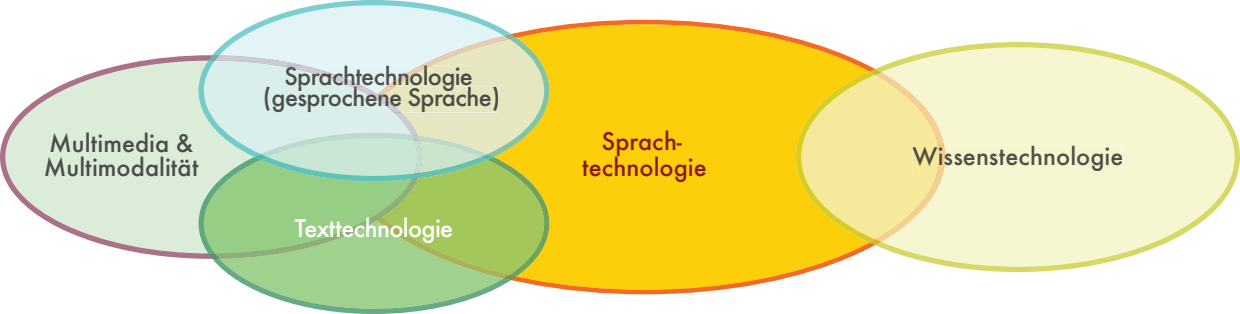 Sprachtechnologie
(gesprochene Sprache)
Multimedia &
Multimodalität
Sprach-
technologie
Wissenstechnologie
Texttechnologie